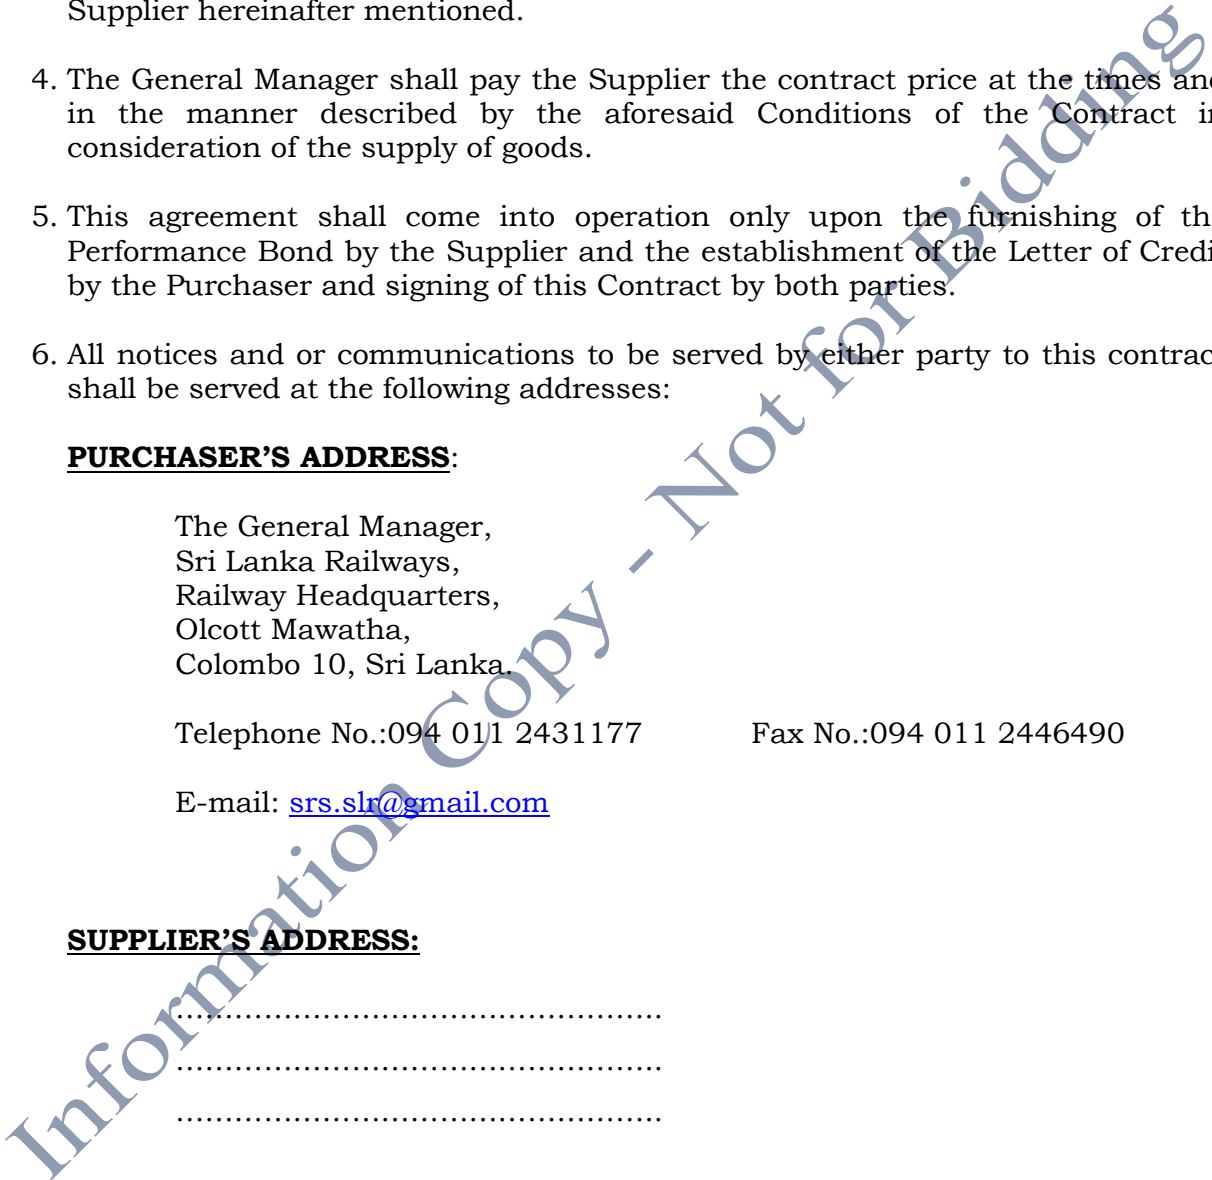 Supplier hereinafter mentioned.
4. The General Manager shall pay the Supplier the contract price at the times and
in the manner described by the aforesaid Conditions of the Contract in
consideration of the supply of goods.
5. This agreement shall come into operation only upon the furnishing of th
Performance Bond by the Supplier and the establishment of the Letter of Credi
by the Purchaser and signing of this Contract by both parties.
6. All notices and or communications to be served by either party to this contrac
shall be served at the following addresses:
PURCHASER’S ADDRESS:
The General Manager,
Sri Lanka Railways,
Railway Headquarters,
Olcott Mawatha,
Colombo 10, Sri Lanka.
Telephone No.:094 011 2431177 Fax No.:094 011 2446490
E-mail: srs.slr@gmail.com
SUPPLIER’S ADDRESS:
……………………………………………….
……………………………………………….
……………………………………………….
Information Copy - Not for Bidding